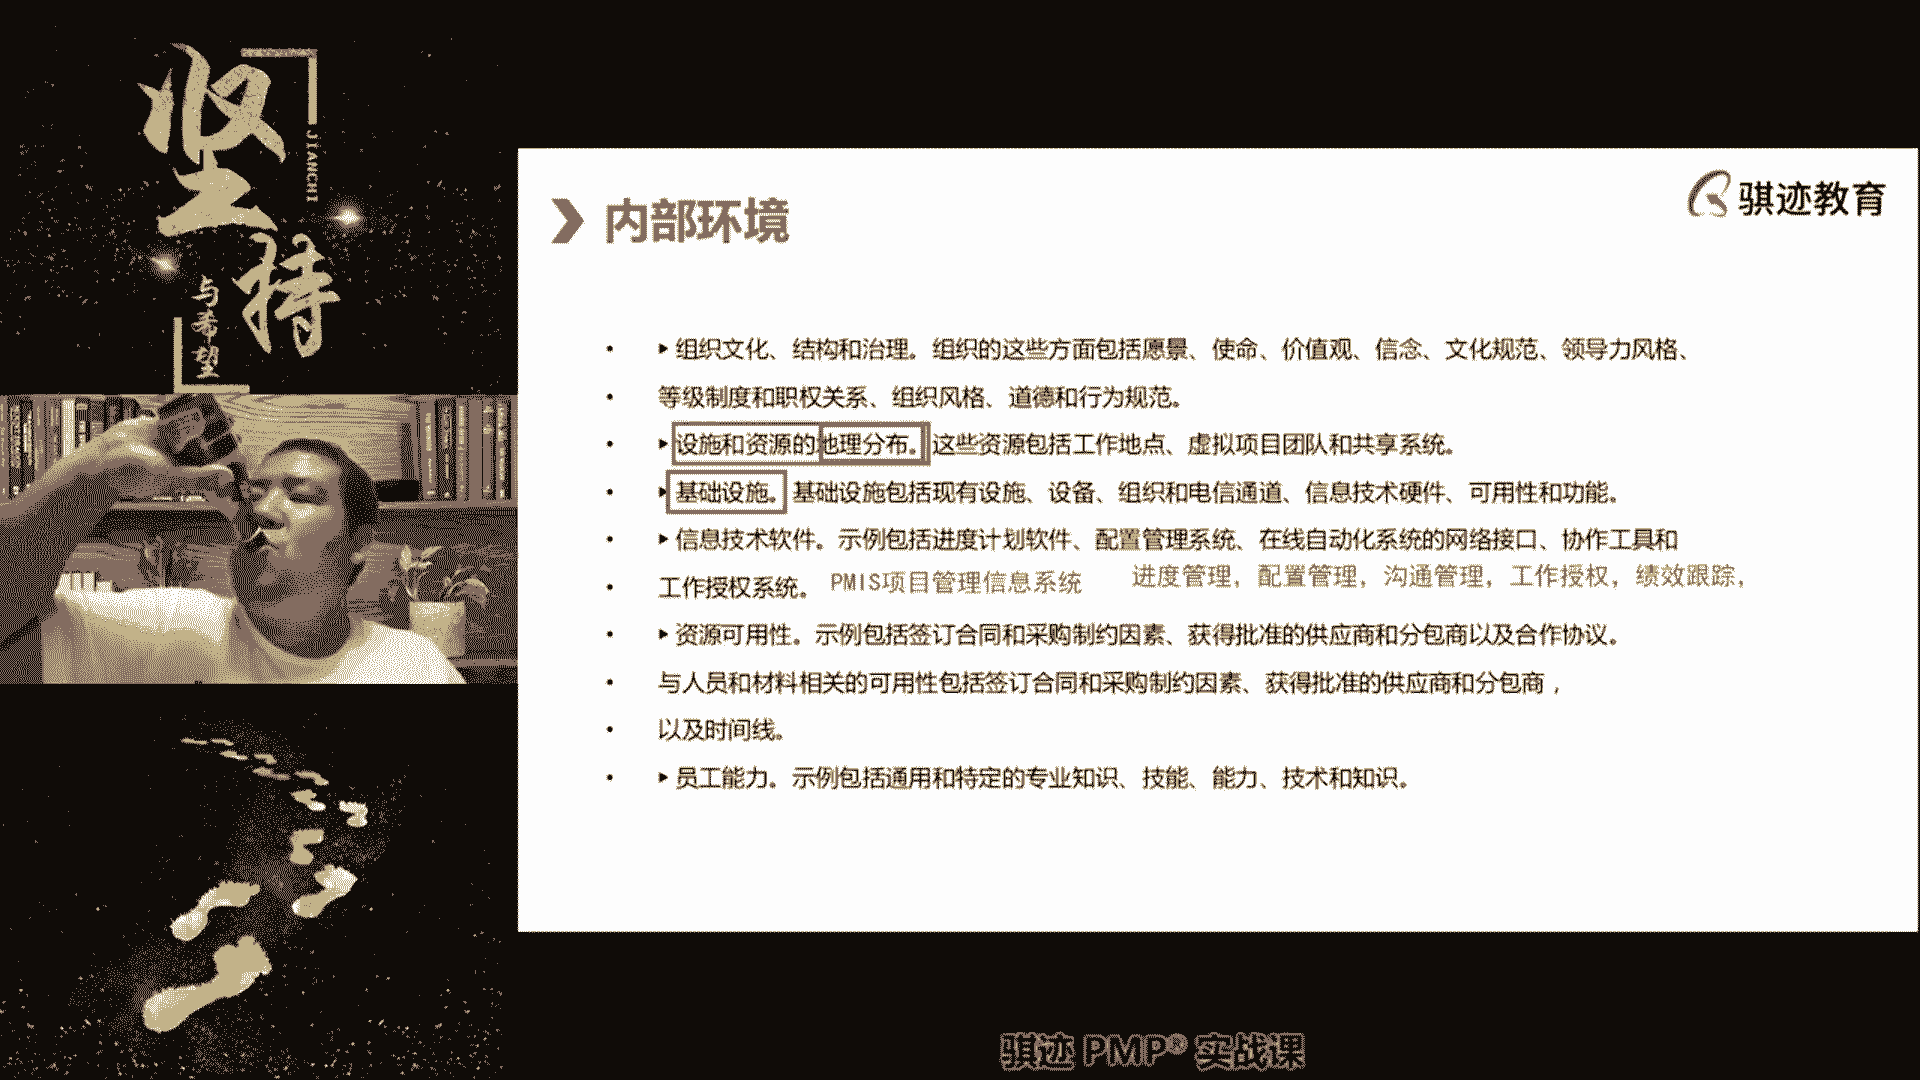 坚持
JIANCHI
与希望
骐迹教育
内部环境
• ▸组织文化、结构和治理。组织的这些方面包括愿景、使命、价值观、信念、文化规范、领导力风格、
• 等级制度和职权关系、组织风格、道德和行为规范。
• ▸设施和资源的地理分布。这些资源包括工作地点、虚拟项目团队和共享系统。
• ▸基础设施。基础设施包括现有设施、设备、组织和电信通道、信息技术硬件、可用性和功能。
• ▸信息技术软件。示例包括进度计划软件、配置管理系统、在线自动化系统的网络接口、协作工具和
• 工作授权系统。 PMIS项目管理信息系统 进度管理，配置管理，沟通管理，工作授权，绩效跟踪，
• ▸资源可用性。示例包括签订合同和采购制约因素、获得批准的供应商和分包商以及合作协议。
• 与人员和材料相关的可用性包括签订合同和采购制约因素、获得批准的供应商和分包商，
• 以及时间线。
• ▸员工能力。示例包括通用和特定的专业知识、技能、能力、技术和知识。
骐迹 PMP® 实战课